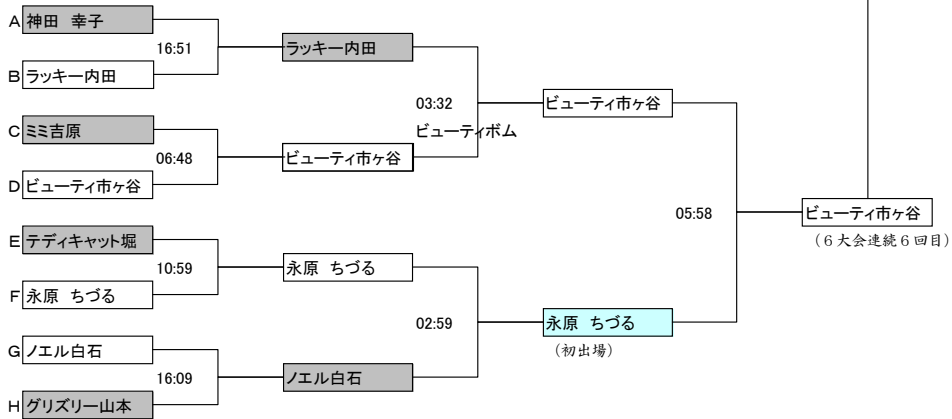 A 神田　幸子
16:51
ラッキー内田
B ラッキー内田
03:32
ビューティ市ヶ谷
C ミミ吉原
ビューティボム
06:48
ビューティ市ヶ谷
D ビューティ市ヶ谷
05:58
ビューティ市ヶ谷
（６大会連続６回目）
E テディキャット堀
10:59
永原　ちづる
F 永原　ちづる
02:59
永原　ちづる
（初出場）
G ノエル白石
16:09
ノエル白石
H グリズリー山本